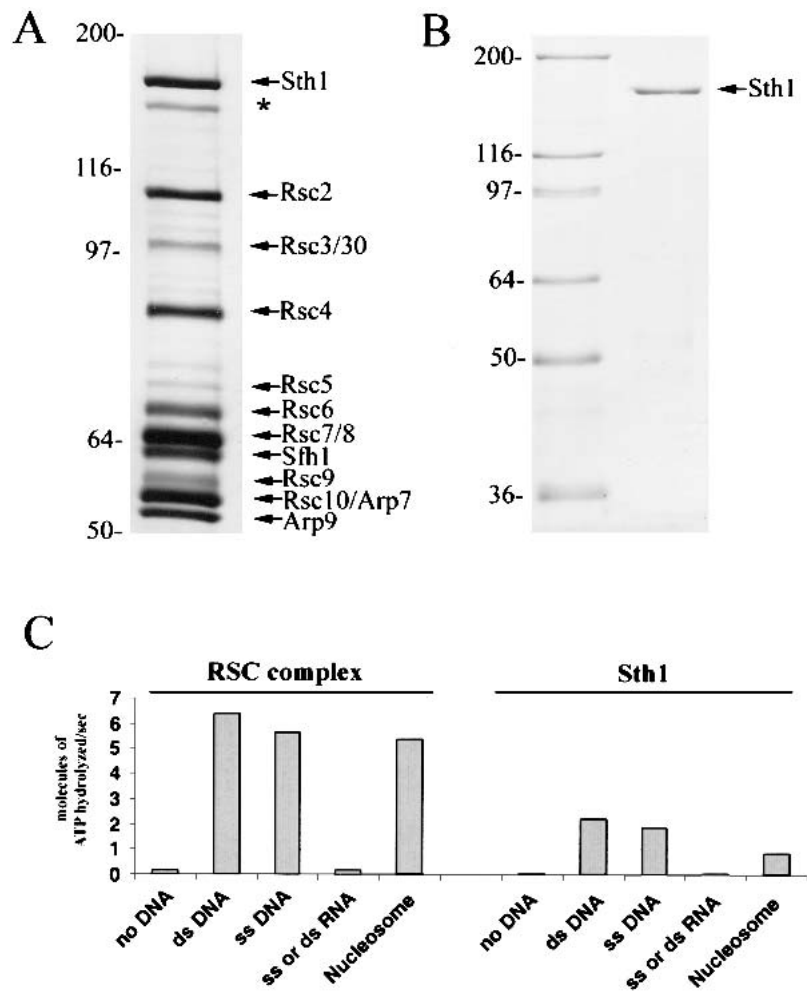 A
200-
116-
97-
64-
50-
Sth1
*
Rsc2
Rsc3/30
Rsc4
Rsc5
Rsc6
Rsc7/8
Sfh1
Rsc9
Rsc10/Arp7
Arp9
B
200-
116-
97-
64-
50-
36-
Sth1
C
RSC complex
Sth1
molecules of
ATP hydrolyzed/sec
7
6
5
4
3
2
1
0
no DNA
ds DNA
ss DNA
ss or ds RNA
Nucleosome
no DNA
ds DNA
ss DNA
ss or ds RNA
Nucleosome